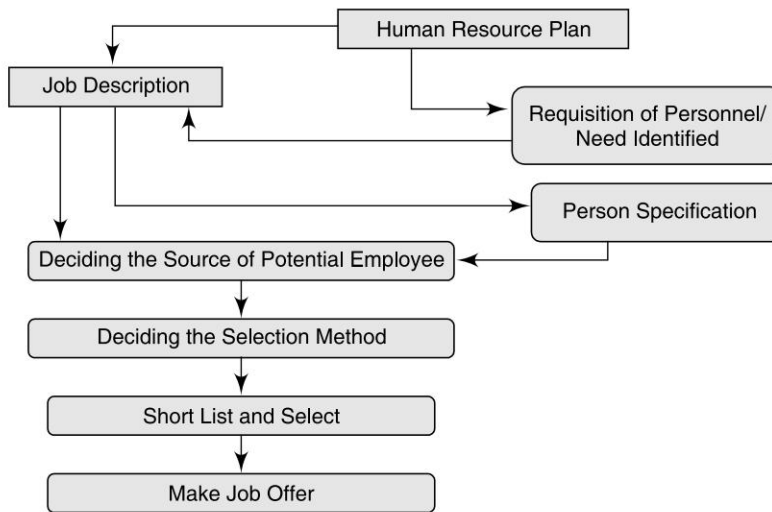 Human Resource Plan
Job Description
Requisition of Personnel/
Need Identified
Person Specification
Deciding the Source of Potential Employee
Deciding the Selection Method
Short List and Select
Make Job Offer